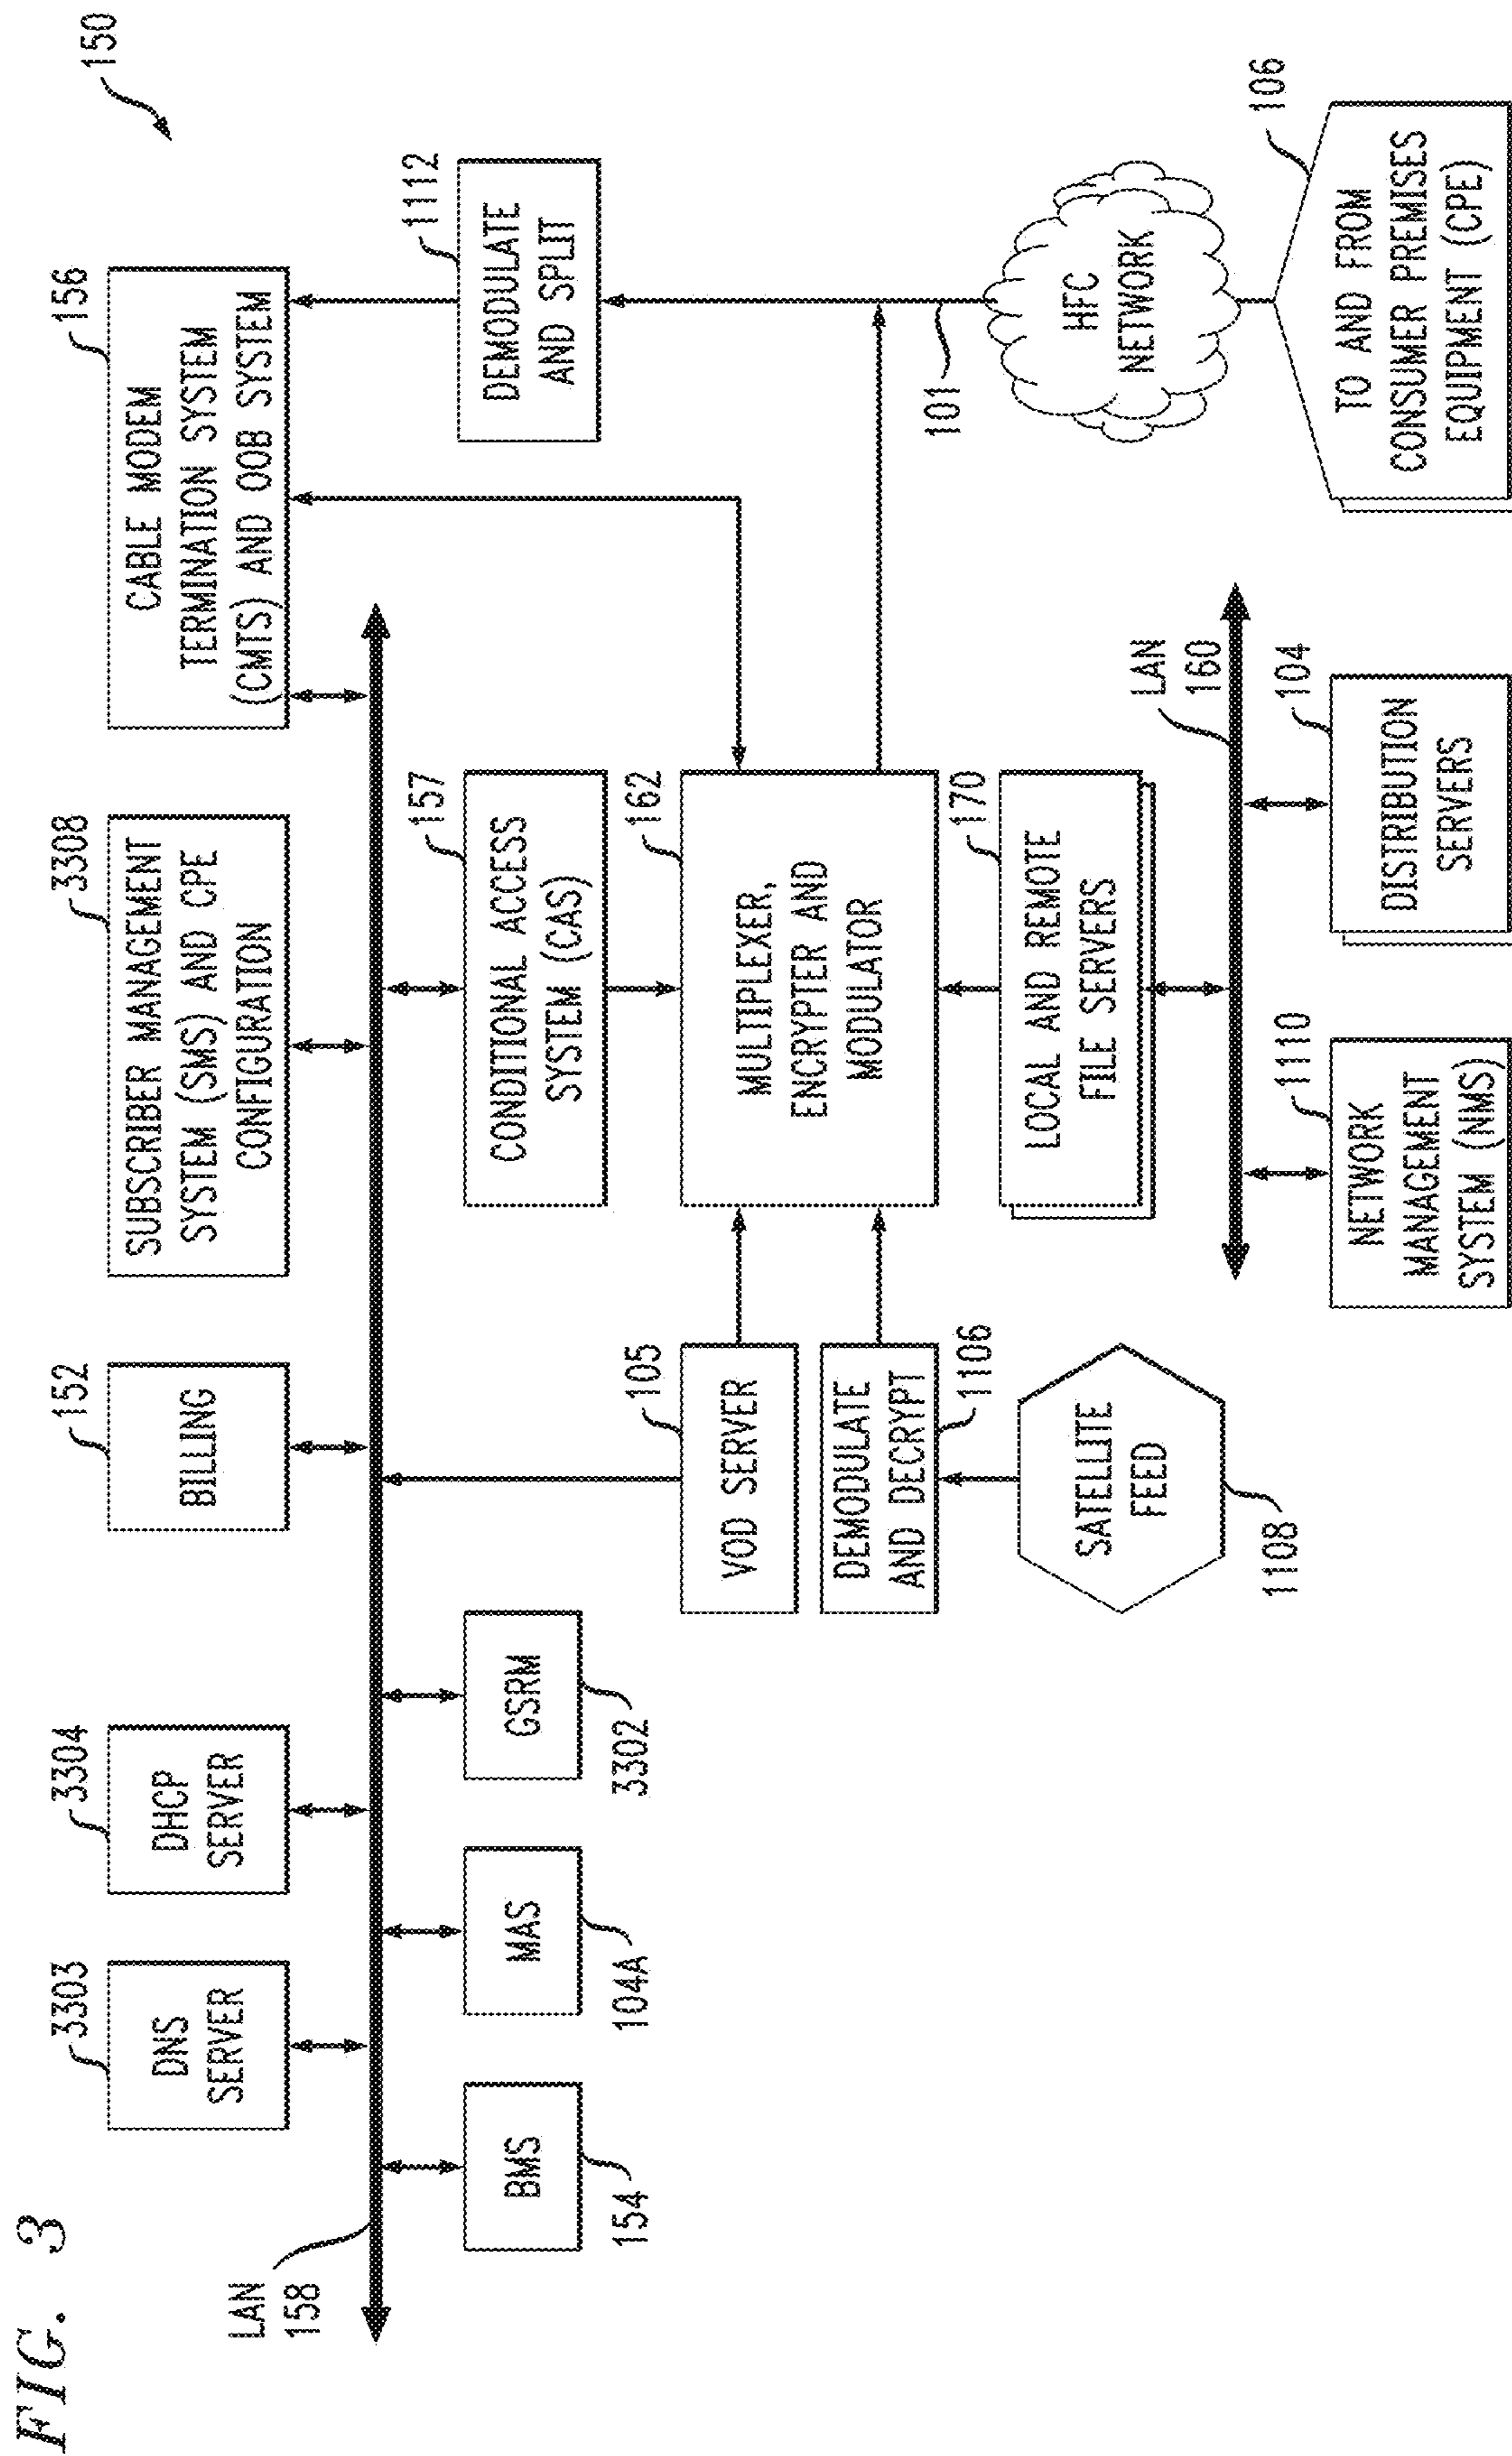 FIG. 3
150
3303
DNS
SERVER
3304
DHCP
SERVER
152
BILLING
3308
SUBSCRIBER MANAGEMENT
SYSTEM (SMS) AND CPE
CONFIGURATION
156
CABLE MODEM
TERMINATION SYSTEM
(CMTS) AND OOB SYSTEM
LAN
158
BMS
154
MAS
104A
GSRM
3302
157
CONDITIONAL ACCESS
SYSTEM (CAS)
1112
DEMODULATE
AND SPLIT
105
VOD SERVER
162
MULTIPLEXER,
ENCRYPTER AND
MODULATOR
DEMODULATE
AND DECRYPT
1106
101
SATELLITE
FEED
1108
170
LOCAL AND REMOTE
FILE SERVERS
HFC
NETWORK
LAN
160
1110
NETWORK
MANAGEMENT
SYSTEM (NMS)
104
DISTRIBUTION
SERVERS
106
TO AND FROM
CONSUMER PREMISES
EQUIPMENT (CPE)